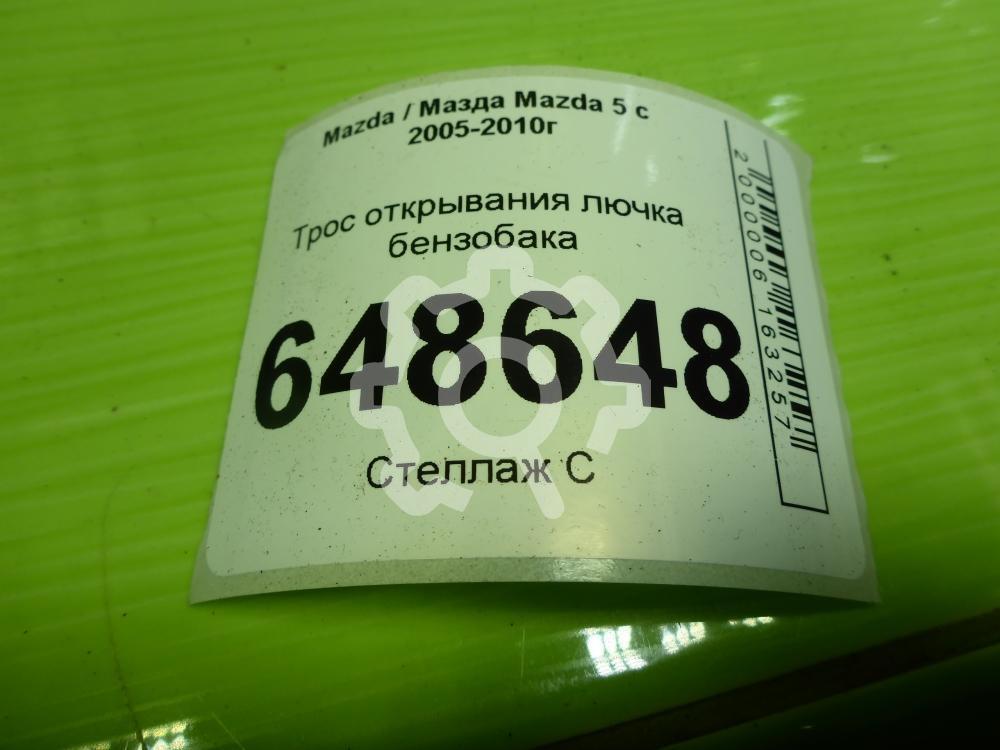 Mazda / Мазда Mazda 5 с
2005-2010г
Трос открывания лючка
бензобака
648648
Стеллаж С
2000006163257